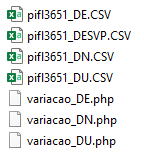 pifl3651_DE.CSV
pifl3651_DESVP.CSV
pifl3651_DN.CSV
pifl3651_DU.CSV
variacao_DE.php
variacao_DN.php
variacao_DU.php